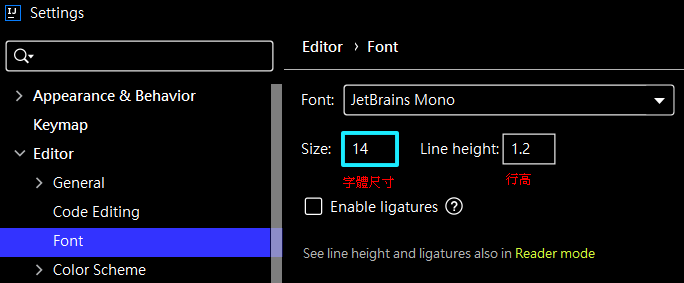 IJ Settings
Appearance & Behavior
Keymap
Editor
General
Code Editing
Font
Color Scheme
Editor › Font
Font: JetBrains Mono
Size: 14 Line height: 1.2
字體尺寸 行高
Enable ligatures ?
See line height and ligatures also in Reader mode